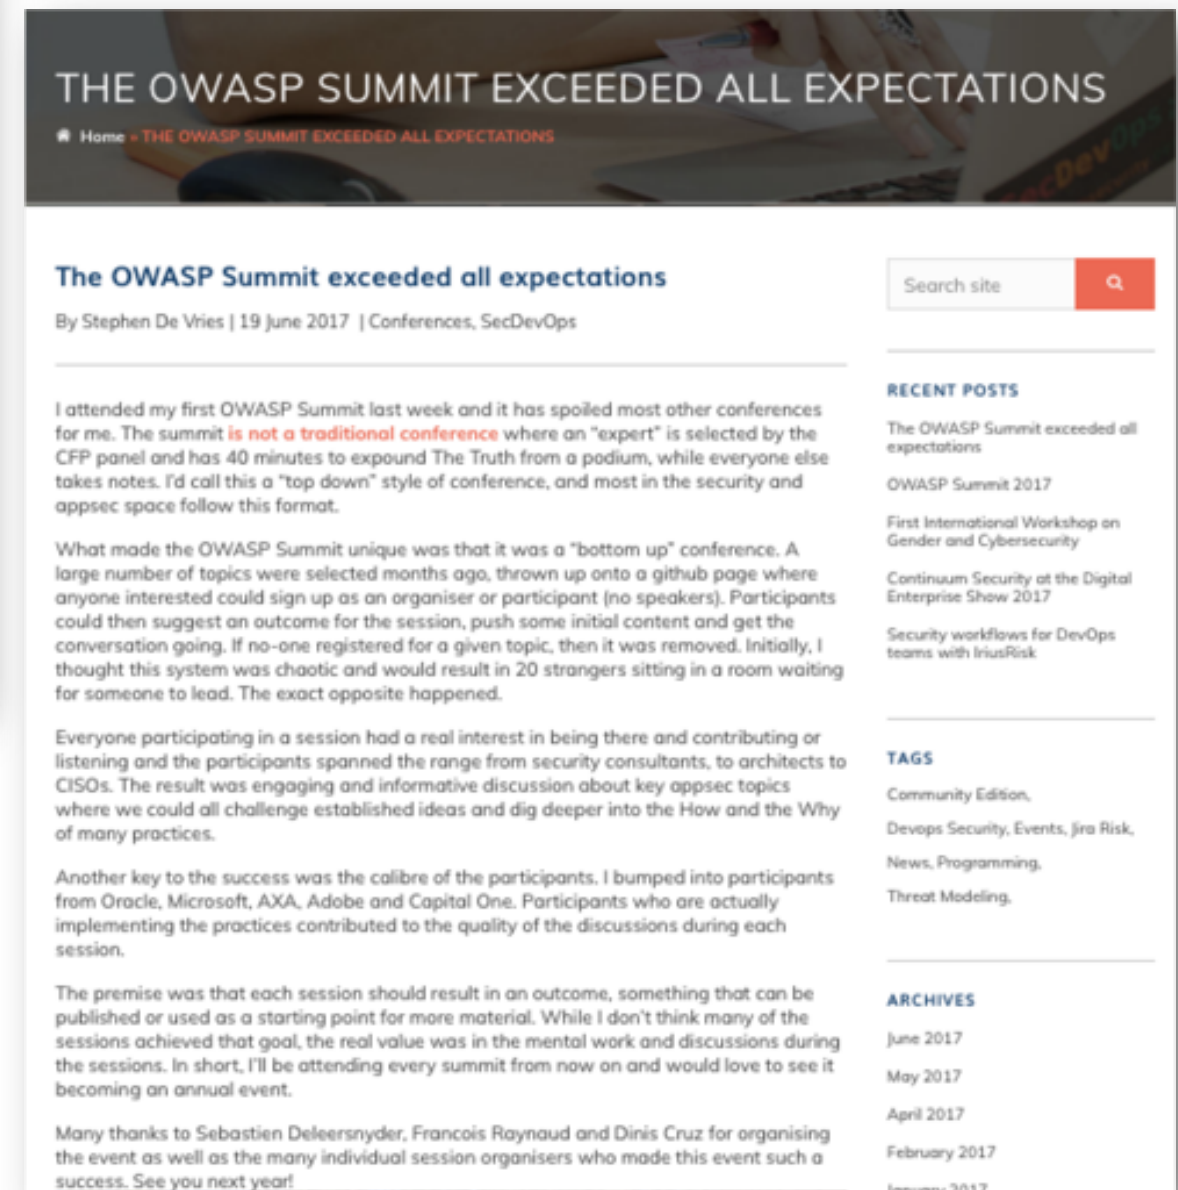 THE OWASP SUMMIT EXCEEDED ALL EXPECTATIONS
Home » THE OWASP SUMMIT EXCEEDED ALL EXPECTATIONS
SecDevOps
The OWASP Summit exceeded all expectations
By Stephen De Vries | 19 June 2017 | Conferences, SecDevOps
I attended my first OWASP Summit last week and it has spoiled most other conferences
for me. The summit is not a traditional conference where an “expert” is selected by the
CFP panel and has 40 minutes to expound The Truth from a podium, while everyone else
takes notes. I’d call this a “top down” style of conference, and most in the security and
appsec space follow this format.
What made the OWASP Summit unique was that it was a “bottom up” conference. A
large number of topics were selected months ago, thrown up onto a github page where
anyone interested could sign up as an organiser or participant (no speakers). Participants
could then suggest an outcome for the session, push some initial content and get the
conversation going. If no-one registered for a given topic, then it was removed. Initially, I
thought this system was chaotic and would result in 20 strangers sitting in a room waiting
for someone to lead. The exact opposite happened.
Everyone participating in a session had a real interest in being there and contributing or
listening and the participants spanned the range from security consultants, to architects to
CISOs. The result was engaging and informative discussion about key appsec topics
where we could all challenge established ideas and dig deeper into the How and the Why
of many practices.
Another key to the success was the calibre of the participants. I bumped into participants
from Oracle, Microsoft, AXA, Adobe and Capital One. Participants who are actually
implementing the practices contributed to the quality of the discussions during each
session.
The premise was that each session should result in an outcome, something that can be
published or used as a starting point for more material. While I don’t think many of the
sessions achieved that goal, the real value was in the mental work and discussions during
the sessions. In short, I’ll be attending every summit from now on and would love to see it
becoming an annual event.
Many thanks to Sebastien Deleersnyder, Francois Raynaud and Dinis Cruz for organising
the event as well as the many individual session organisers who made this event such a
success. See you next year!
Search site
RECENT POSTS
The OWASP Summit exceeded all
expectations
OWASP Summit 2017
First International Workshop on
Gender and Cybersecurity
Continuum Security at the Digital
Enterprise Show 2017
Security workflows for DevOps
teams with IriusRisk
TAGS
Community Edition,
Devops Security, Events, Jira Risk,
News, Programming,
Threat Modeling,
ARCHIVES
June 2017
May 2017
April 2017
February 2017
January 2017